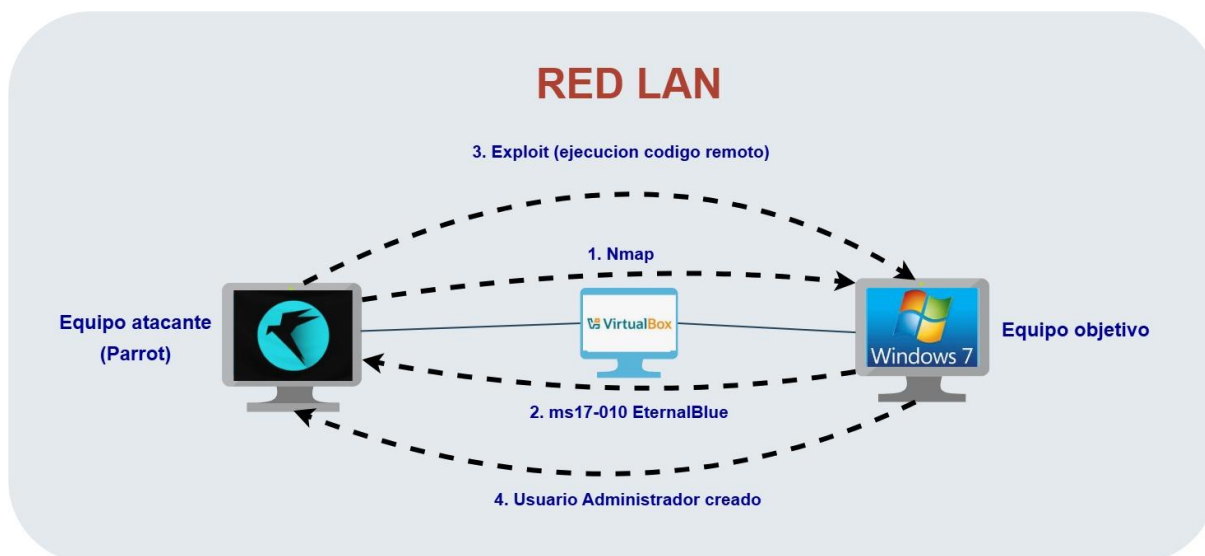 RED LAN
3. Exploit (ejecucion codigo remoto)
1. Nmap
Equipo atacante
(Parrot)
VirtualBox
Windows 7
Equipo objetivo
2. ms17-010 EternalBlue
4. Usuario Administrador creado